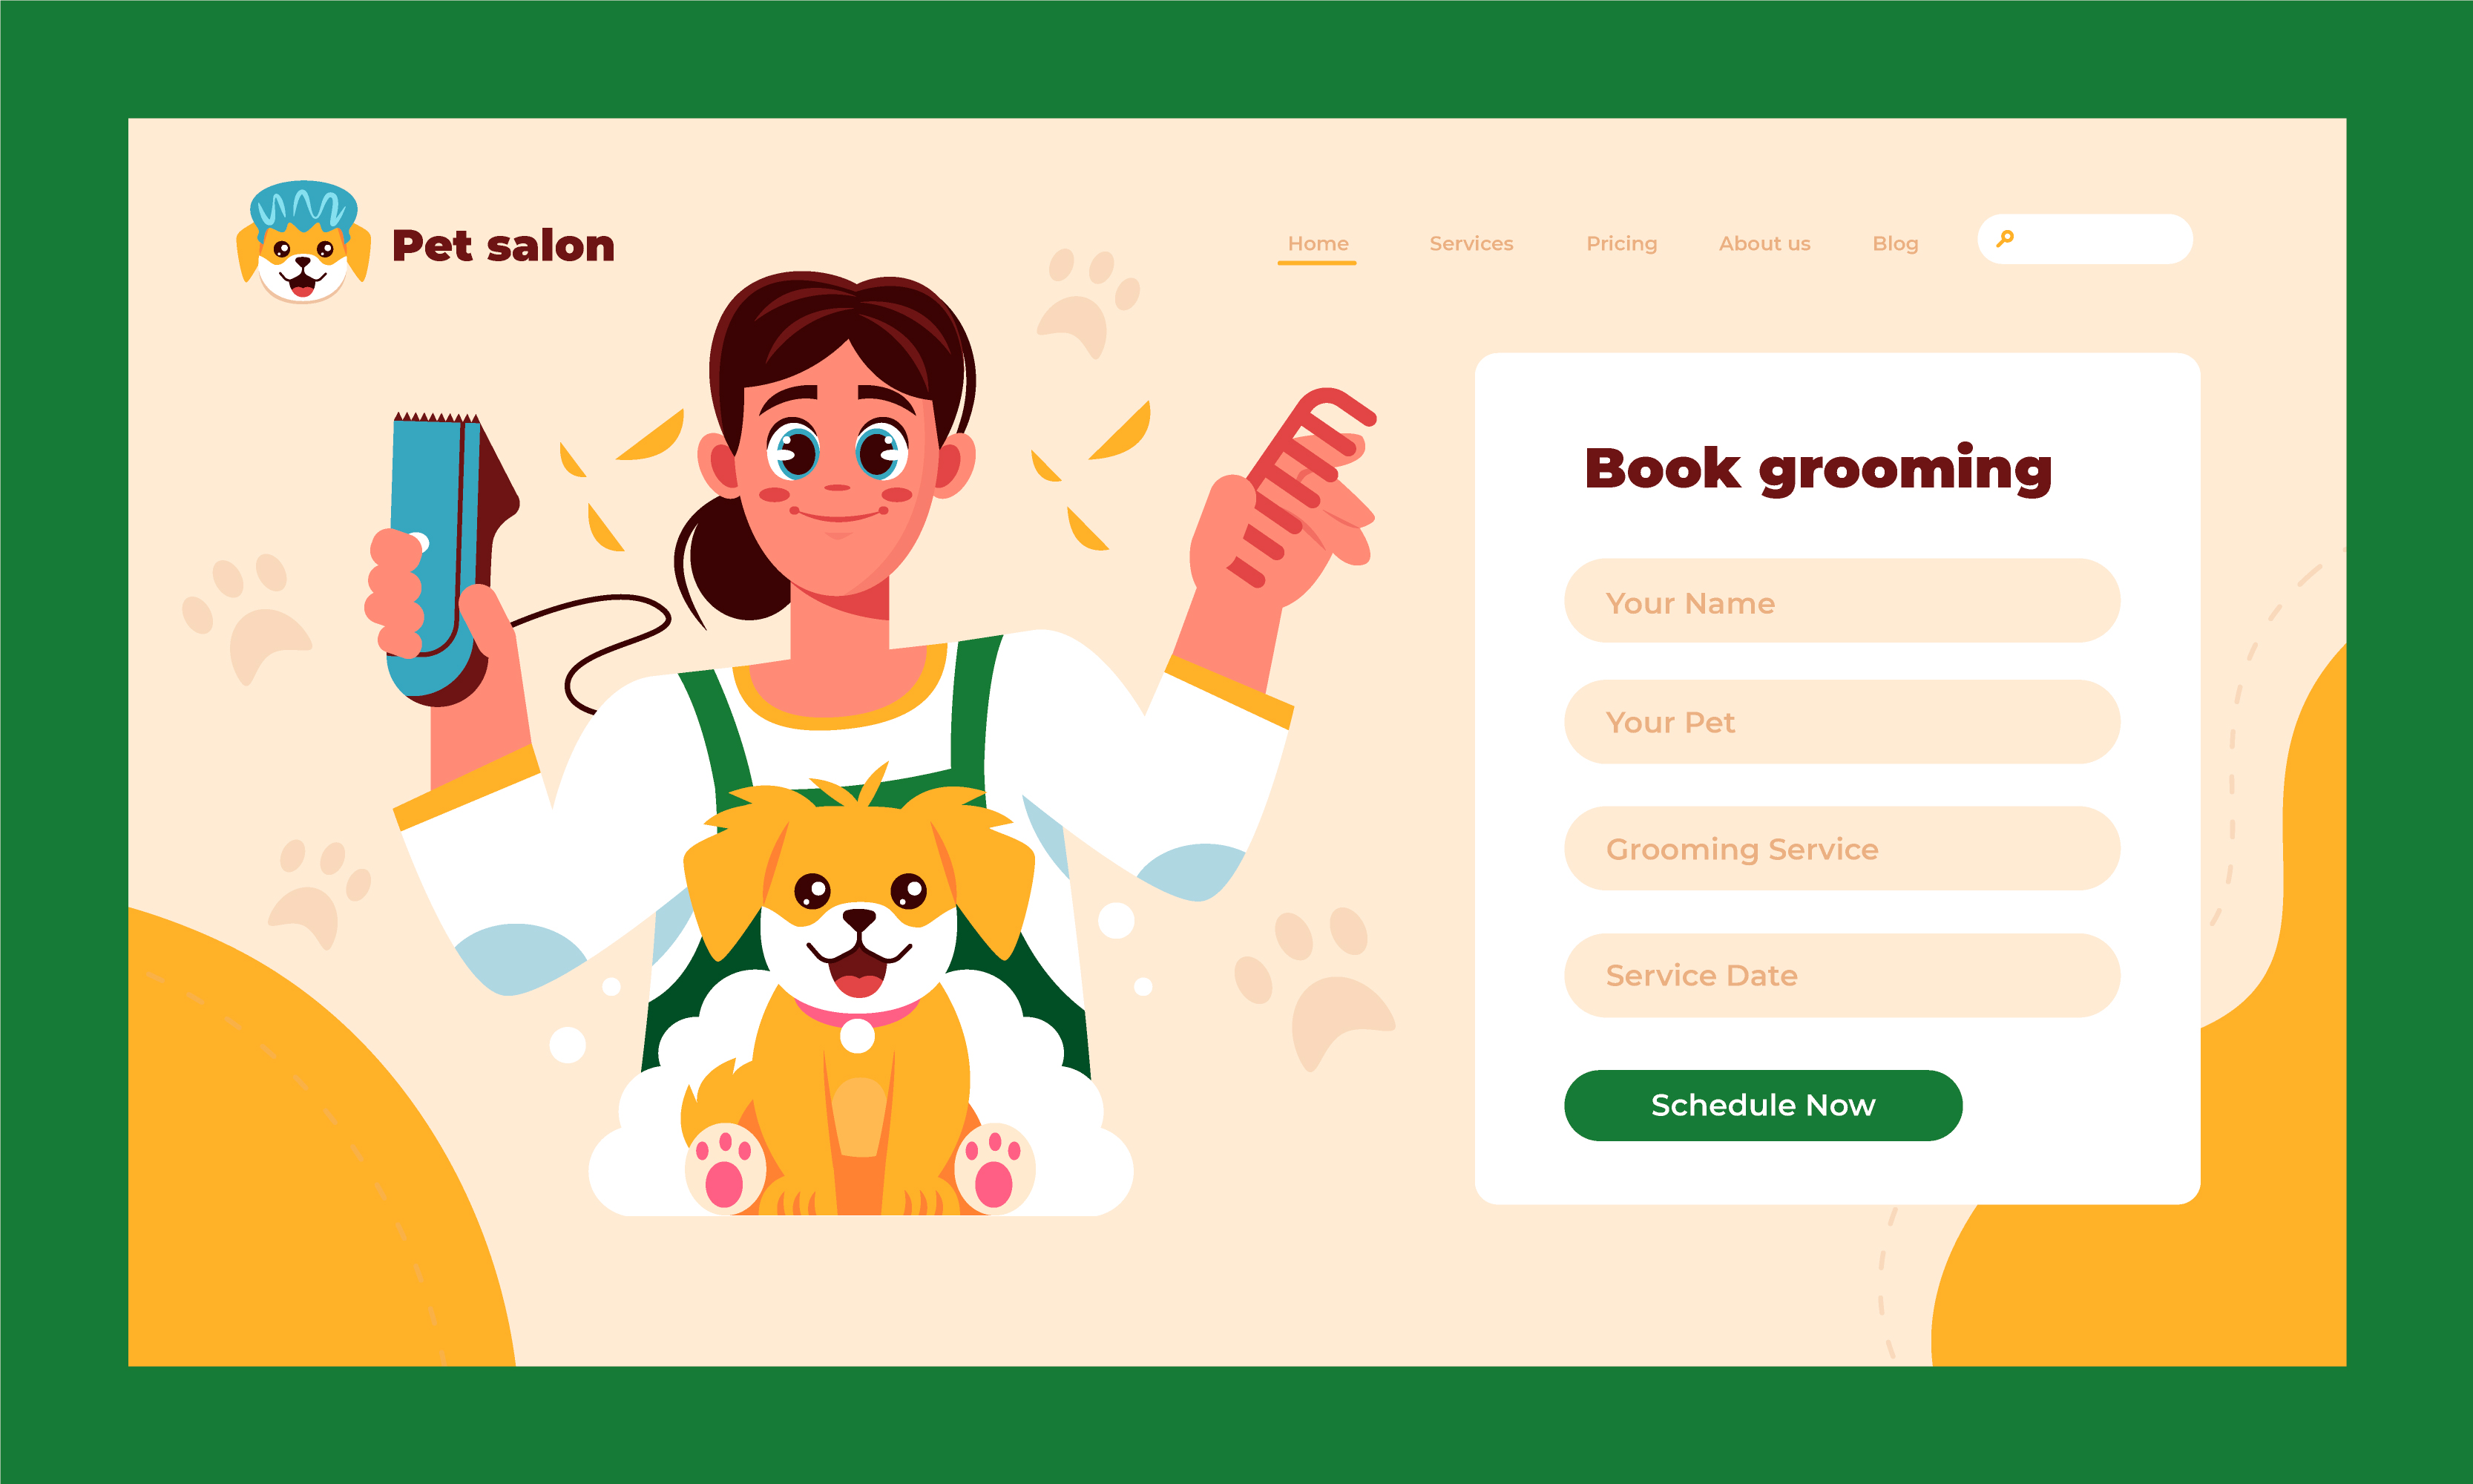 Pet salon
Home Services Pricing About us Blog
Book grooming
Your Name
Your Pet
Grooming Service
Service Date
Schedule Now